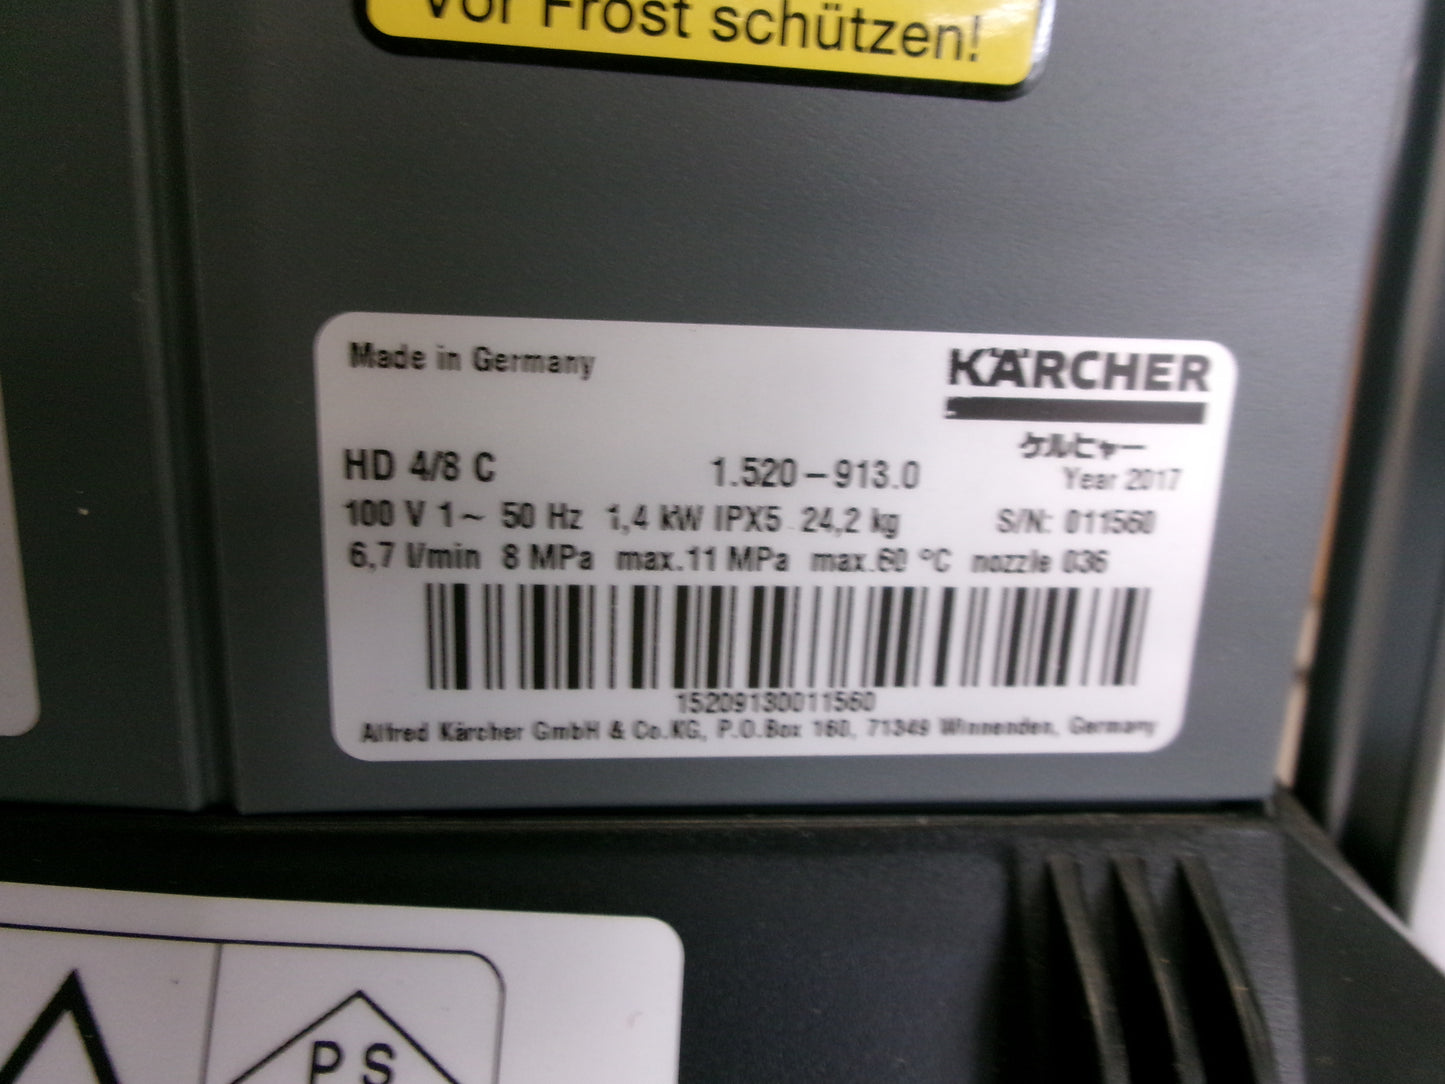 Vor Frost schützen!
Made in Germany
KÄRCHER
ケルヒャー
HD 4/8 C 1.520-913.0 Year 2017
100 V 1~ 50 Hz 1,4 kW IPX5 24,2 kg S/N: 011560
6,7 l/min 8 MPa max.11 MPa max.60 °C nozzle 036
15209130011560
Alfred Kärcher GmbH & Co.KG, P.O.Box 160, 71349 Winnenden, Germany
PS